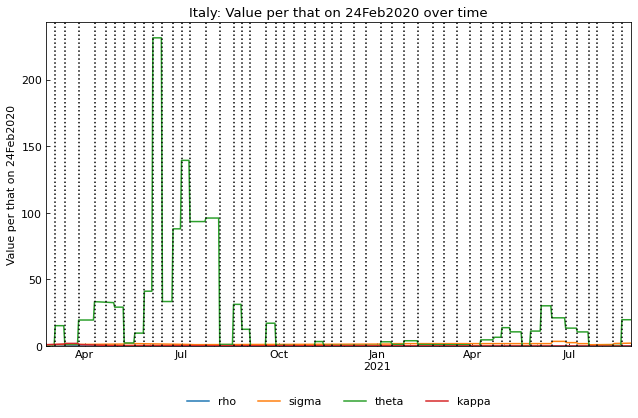 Italy: Value per that on 24Feb2020 over time
Value per that on 24Feb2020
200
150
100
50
0
Apr Jul Oct Jan Apr Jul
2021
rho sigma theta kappa